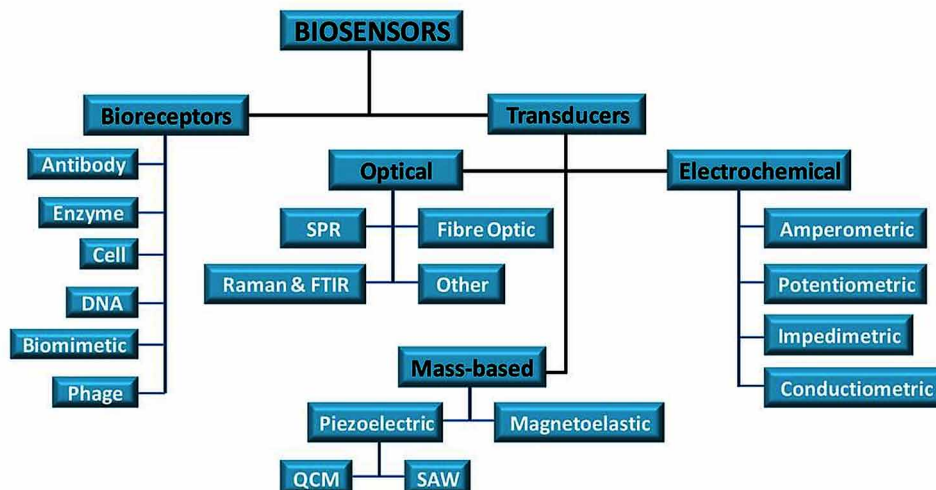 BIOSENSORS
Bioreceptors
Transducers
Antibody
Enzyme
Cell
DNA
Biomimetic
Phage
Optical
SPR
Fibre Optic
Raman & FTIR
Other
Electrochemical
Amperometric
Potentiometric
Impedimetric
Conductiometric
Mass-based
Piezoelectric
Magnetoelastic
QCM
SAW